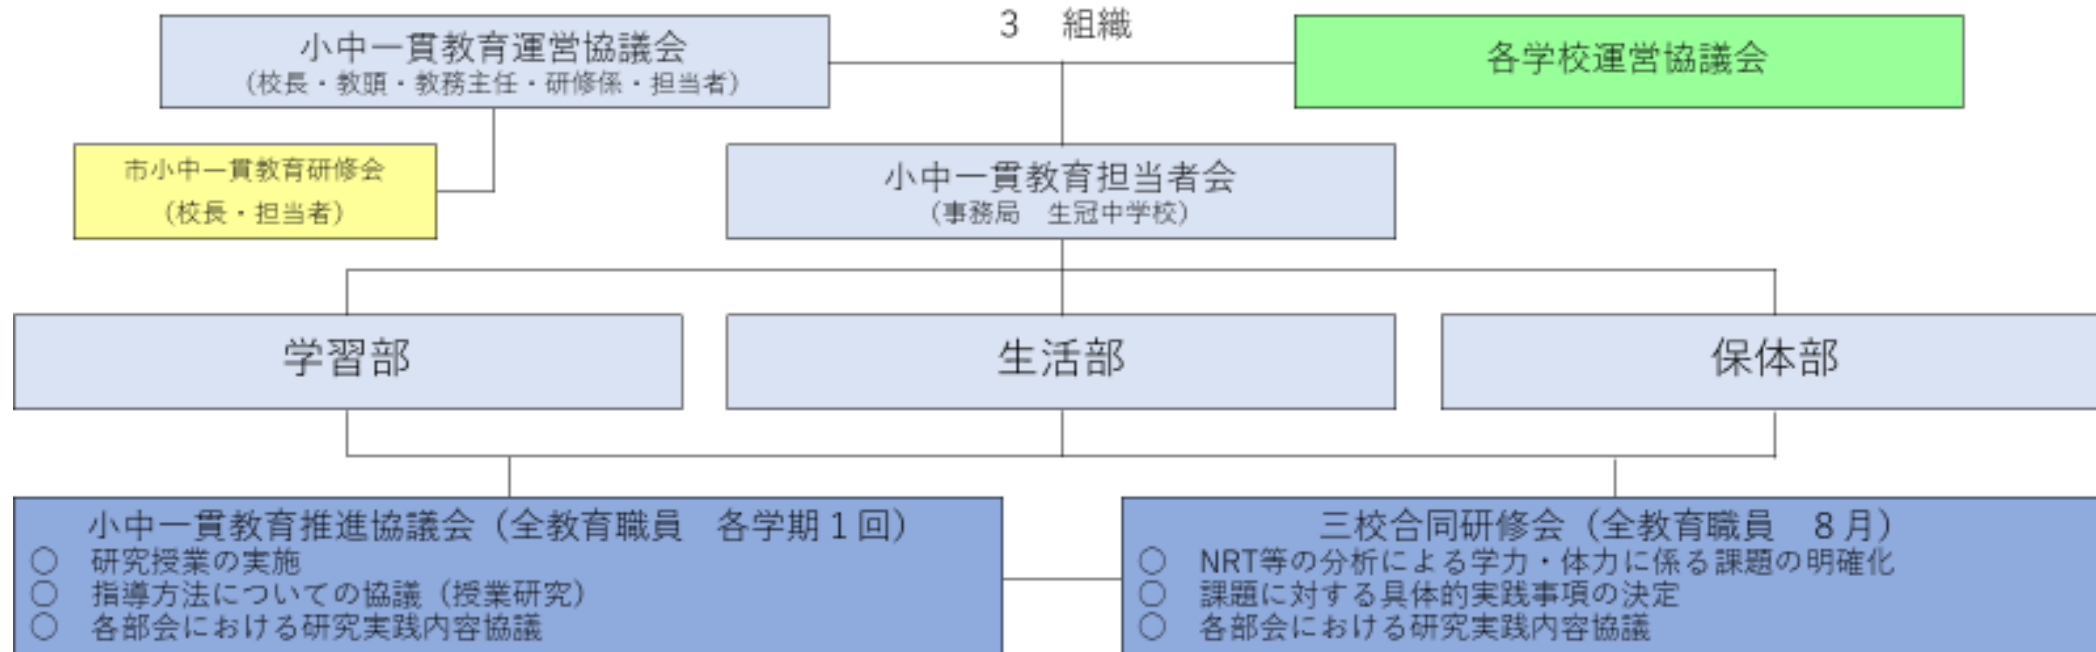 3 組織
小中一貫教育運営協議会
（校長・教頭・教務主任・研修係・担当者）
各学校運営協議会
市小中一貫教育研修会
（校長・担当者）
小中一貫教育担当者会
（事務局 生冠中学校）
学習部
生活部
保体部
小中一貫教育推進協議会（全教育職員 各学期1回）
○ 研究授業の実施
○ 指導方法についての協議（授業研究）
○ 各部会における研究実践内容協議
三校合同研修会（全教育職員 8月）
○ NRT等の分析による学力・体力に係る課題の明確化
○ 課題に対する具体的実践事項の決定
○ 各部会における研究実践内容協議